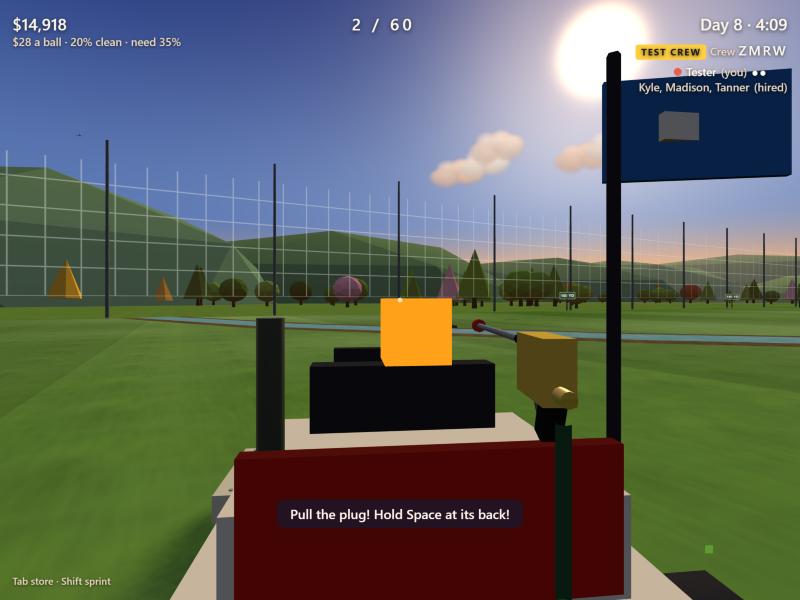 $14,918
$28 a ball · 20% clean · need 35%
2 / 60
Day 8 · 4:09
TEST CREW Crew ZMRW
Tester (you)
Kyle, Madison, Tanner (hired)
Pull the plug! Hold Space at its back!
Tab store · Shift sprint